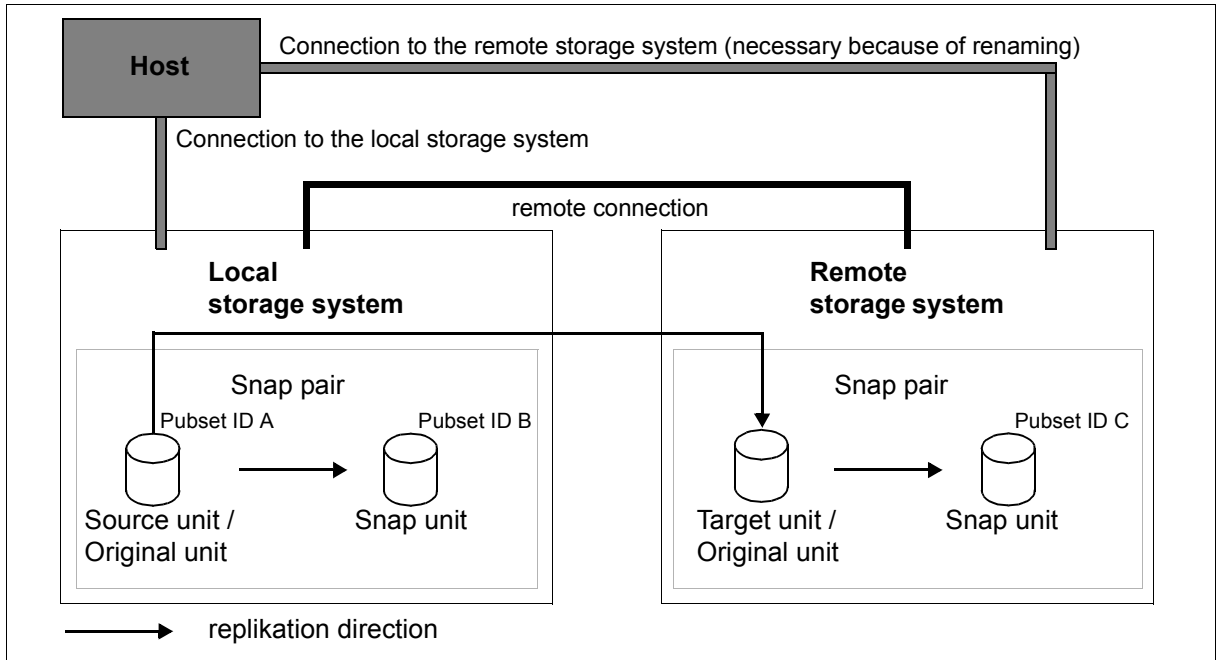 Connection to the remote storage system (necessary because of renaming)
Host
Connection to the local storage system
remote connection
Local
storage system
Remote
storage system
Snap pair
Pubset ID A
Pubset ID B
Source unit /
Original unit
Snap unit
Snap pair
Pubset ID C
Target unit /
Original unit
Snap unit
replikation direction